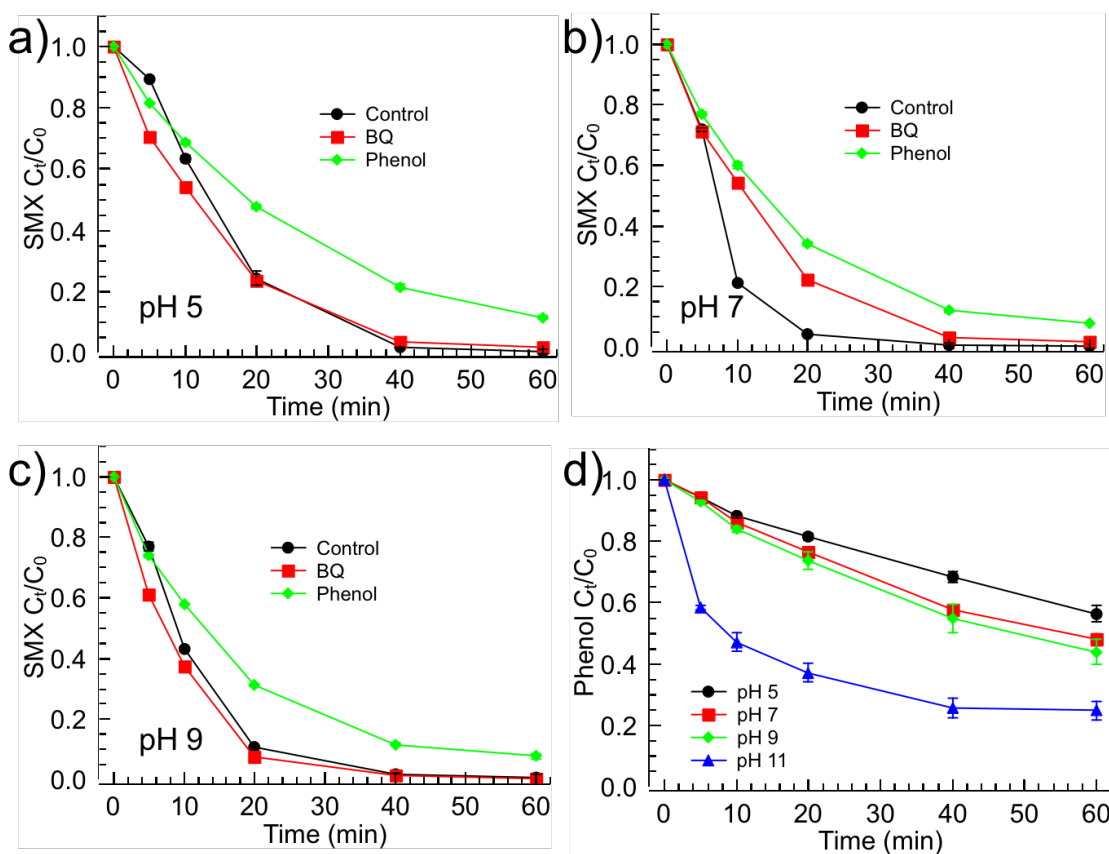 a)
SMX Cₜ/C₀
1.0
0.8
0.6
0.4
0.2
0.0
Control
BQ
Phenol
pH 5
0 10 20 30 40 50 60
Time (min)
b)
SMX Cₜ/C₀
1.0
0.8
0.6
0.4
0.2
0.0
Control
BQ
Phenol
pH 7
0 10 20 30 40 50 60
Time (min)
c)
SMX Cₜ/C₀
1.0
0.8
0.6
0.4
0.2
0.0
Control
BQ
Phenol
pH 9
0 10 20 30 40 50 60
Time (min)
d)
Phenol Cₜ/C₀
1.0
0.8
0.6
0.4
0.2
0.0
pH 5
pH 7
pH 9
pH 11
0 10 20 30 40 50 60
Time (min)